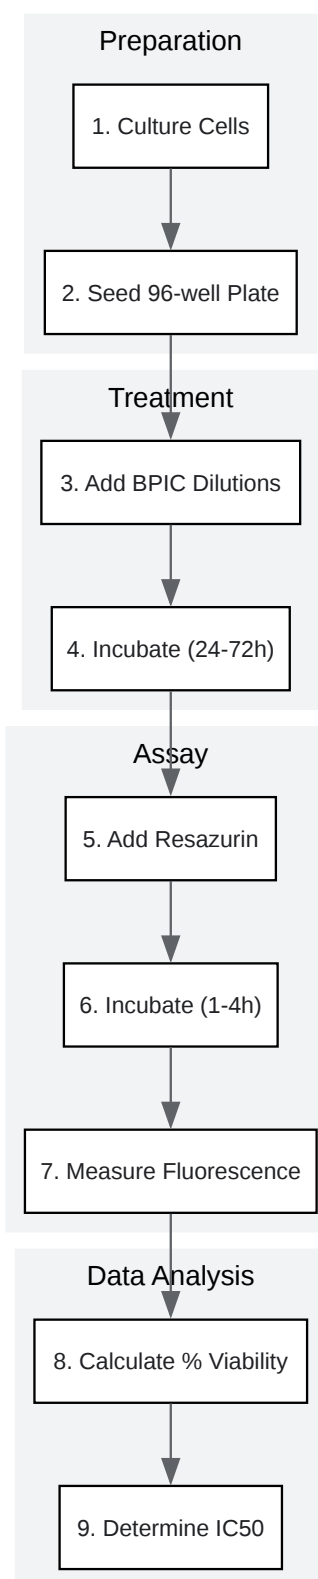 Preparation
1. Culture Cells
2. Seed 96-well Plate
Treatment
3. Add BPIC Dilutions
4. Incubate (24-72h)
Assay
5. Add Resazurin
6. Incubate (1-4h)
7. Measure Fluorescence
Data Analysis
8. Calculate % Viability
9. Determine IC50